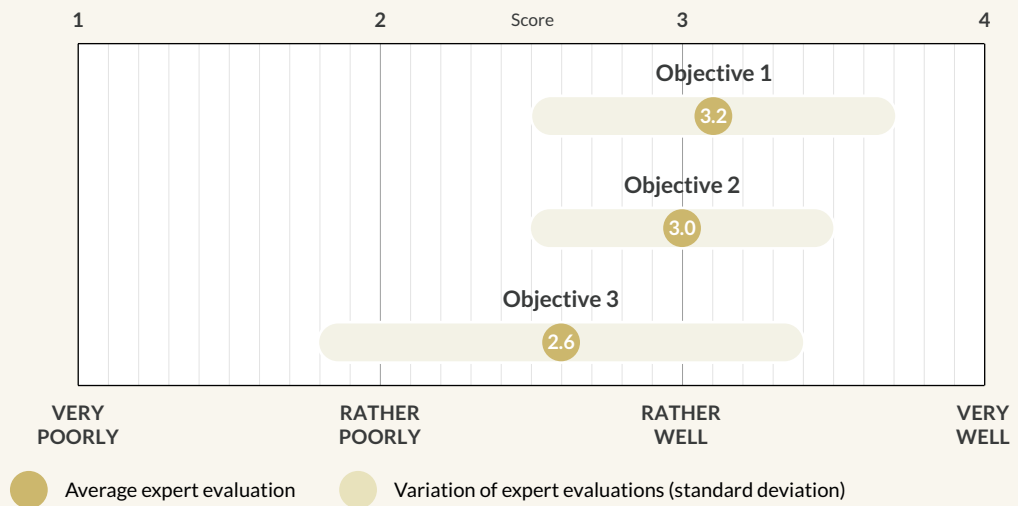 1 2 Score 3 4
Objective 1
3.2
Objective 2
3.0
Objective 3
2.6
VERY POORLY
RATHER POORLY
RATHER WELL
VERY WELL
Average expert evaluation
Variation of expert evaluations (standard deviation)